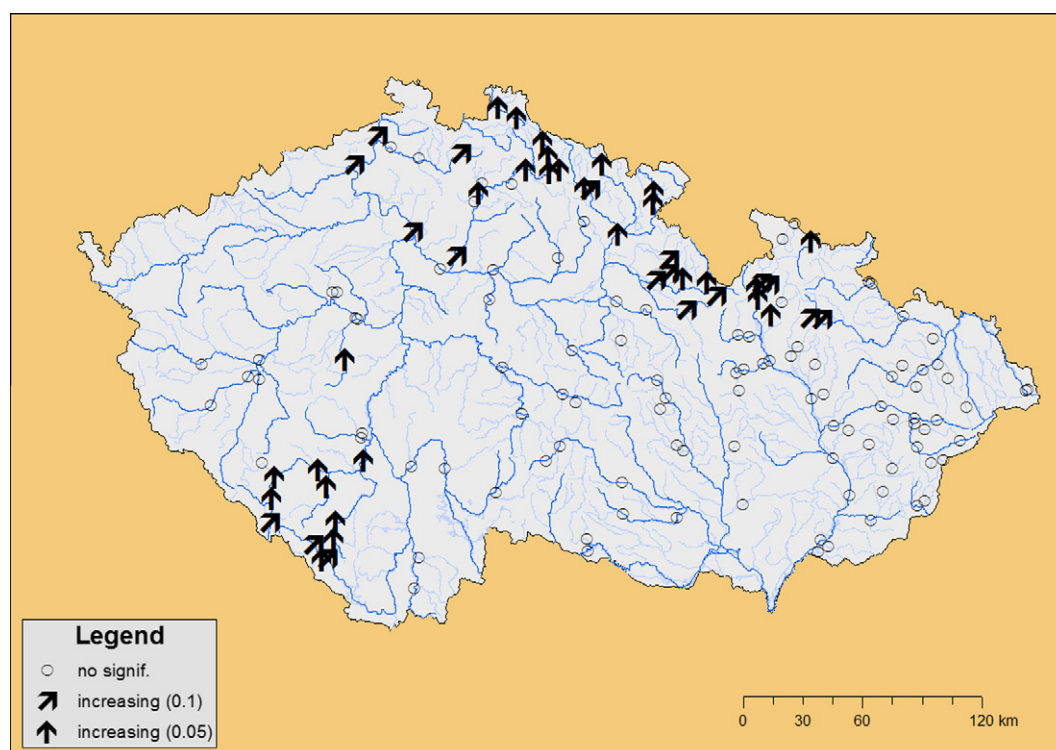 Legend
no signif.
increasing (0.1)
increasing (0.05)
0 30 60 120 km